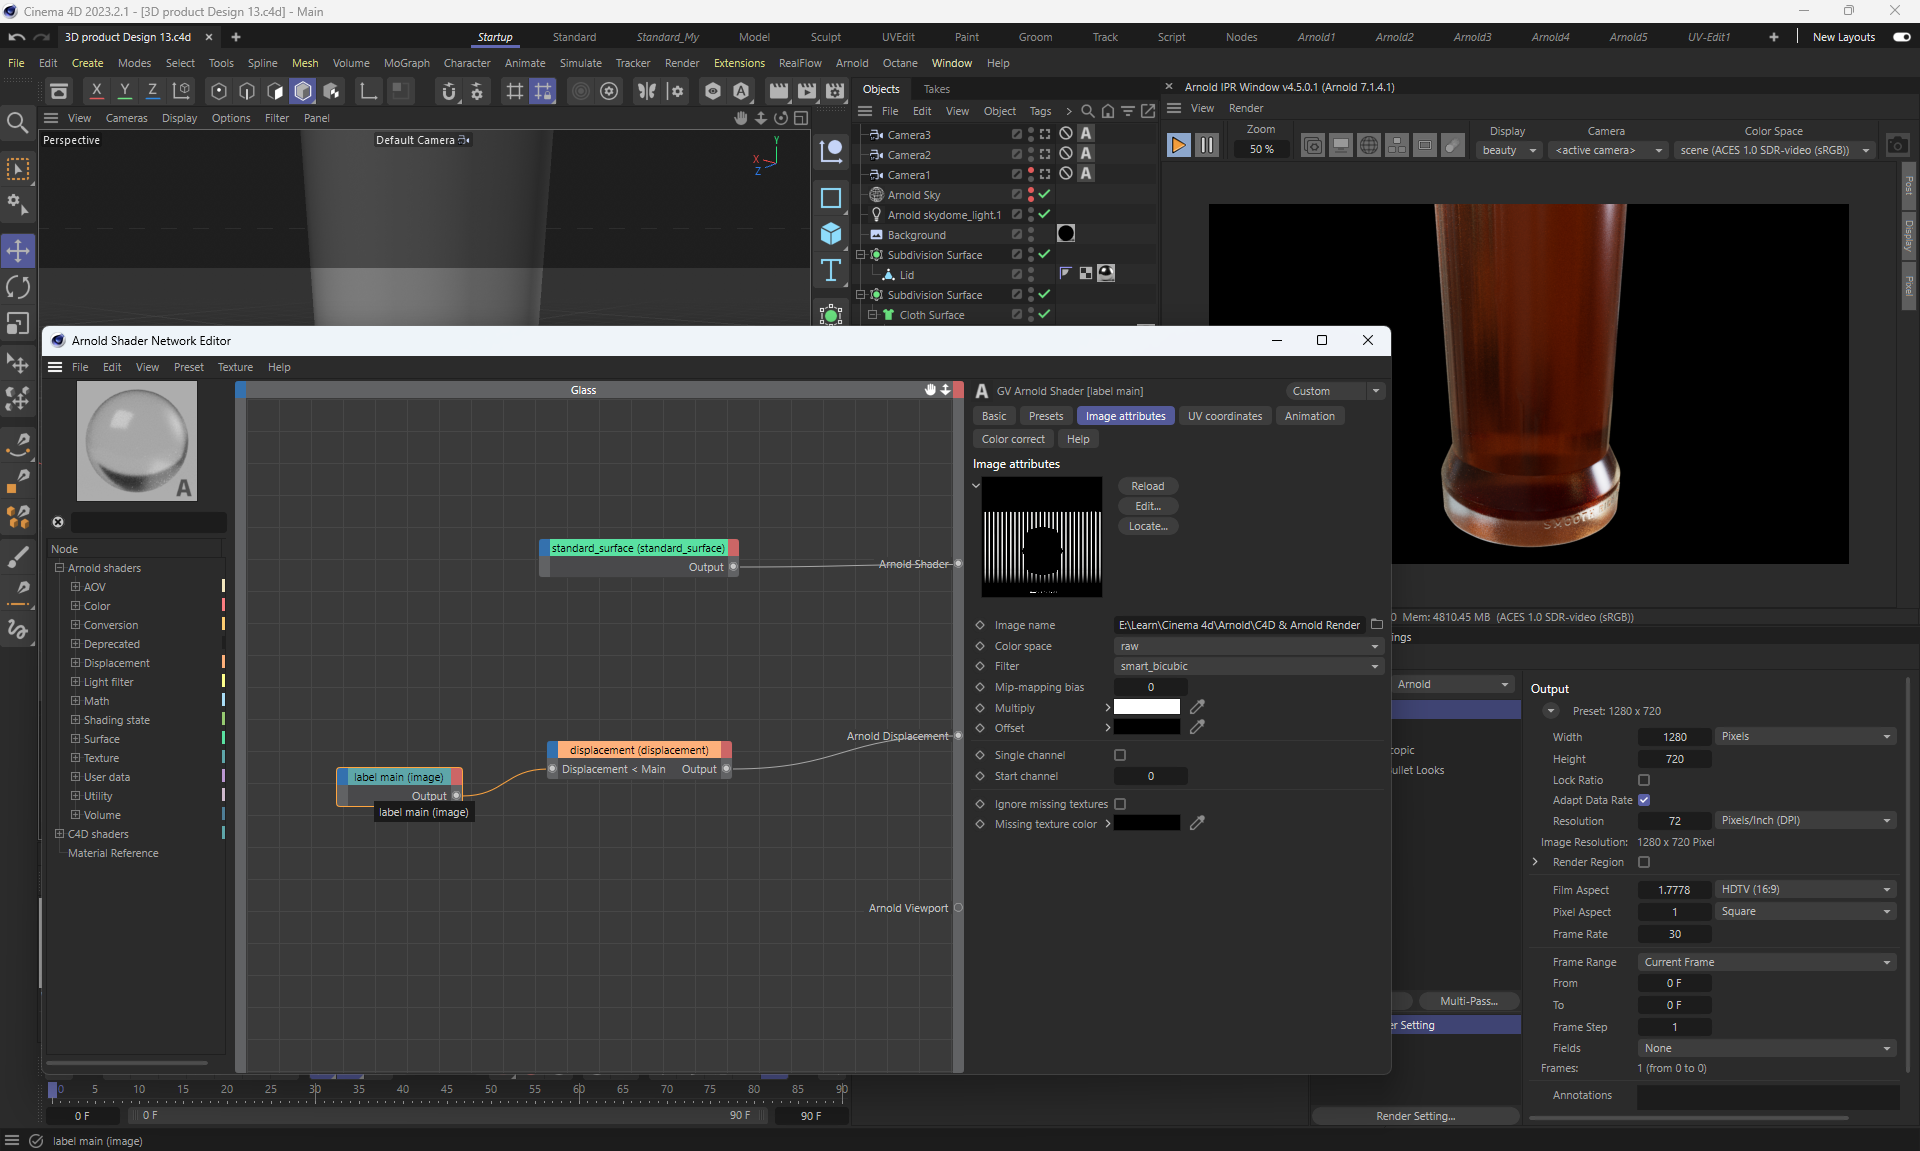 Cinema 4D 2023.2.1 - [3D product Design 13.c4d] - Main
3D product Design 13.c4d × +
Startup Standard Standard_My Model Sculpt UVEdit Paint Groom Track Script Nodes Arnold1 Arnold2 Arnold3 Arnold4 Arnold5 UV-Edit1 + New Layouts
File Edit Create Modes Select Tools Spline Mesh Volume MoGraph Character Animate Simulate Tracker Render Extensions RealFlow Arnold Octane Window Help
X Y Z
View Cameras Display Options Filter Panel
Perspective
Default Camera
Y
X
Z
Objects Takes
File Edit View Object Tags
Camera3
Camera2
Camera1
Arnold Sky
Arnold skydome_light.1
Background
Subdivision Surface
Lid
Subdivision Surface
Cloth Surface
Arnold IPR Window v4.5.0.1 (Arnold 7.1.4.1)
View Render
Zoom Display Camera Color Space
50 % beauty <active camera> scene (ACES 1.0 SDR-video (sRGB))
Post
Display
Pixel
SMOOTH
Arnold Shader Network Editor
File Edit View Preset Texture Help
A
Node
Arnold shaders
AOV
Color
Conversion
Deprecated
Displacement
Light filter
Math
Shading state
Surface
Texture
User data
Utility
Volume
C4D shaders
Material Reference
Glass
standard_surface (standard_surface)
Output
Arnold Shader
displacement (displacement)
Displacement < Main Output
Arnold Displacement
label main (image)
Output
label main (image)
Arnold Viewport
GV Arnold Shader [label main] Custom
Basic Presets Image attributes UV coordinates Animation
Color correct Help
Image attributes
Reload
Edit...
Locate...
Image name E:\Learn\Cinema 4d\Arnold\C4D & Arnold Render
Color space raw
Filter smart_bicubic
Mip-mapping bias 0
Multiply
Offset
Single channel
Start channel 0
Ignore missing textures
Missing texture color
0 Mem: 4810.45 MB (ACES 1.0 SDR-video (sRGB))
ings
Arnold
opic
ullet Looks
Multi-Pass...
er Setting
Render Setting...
Output
Preset: 1280 x 720
Width 1280 Pixels
Height 720
Lock Ratio
Adapt Data Rate
Resolution 72 Pixels/Inch (DPI)
Image Resolution: 1280 x 720 Pixel
Render Region
Film Aspect 1.7778 HDTV (16:9)
Pixel Aspect 1 Square
Frame Rate 30
Frame Range Current Frame
From 0 F
To 0 F
Frame Step 1
Fields None
Frames: 1 (from 0 to 0)
Annotations
0 5 10 15 20 25 30 35 40 45 50 55 60 65 70 75 80 85 90
0 F 0 F 90 F 90 F
label main (image)